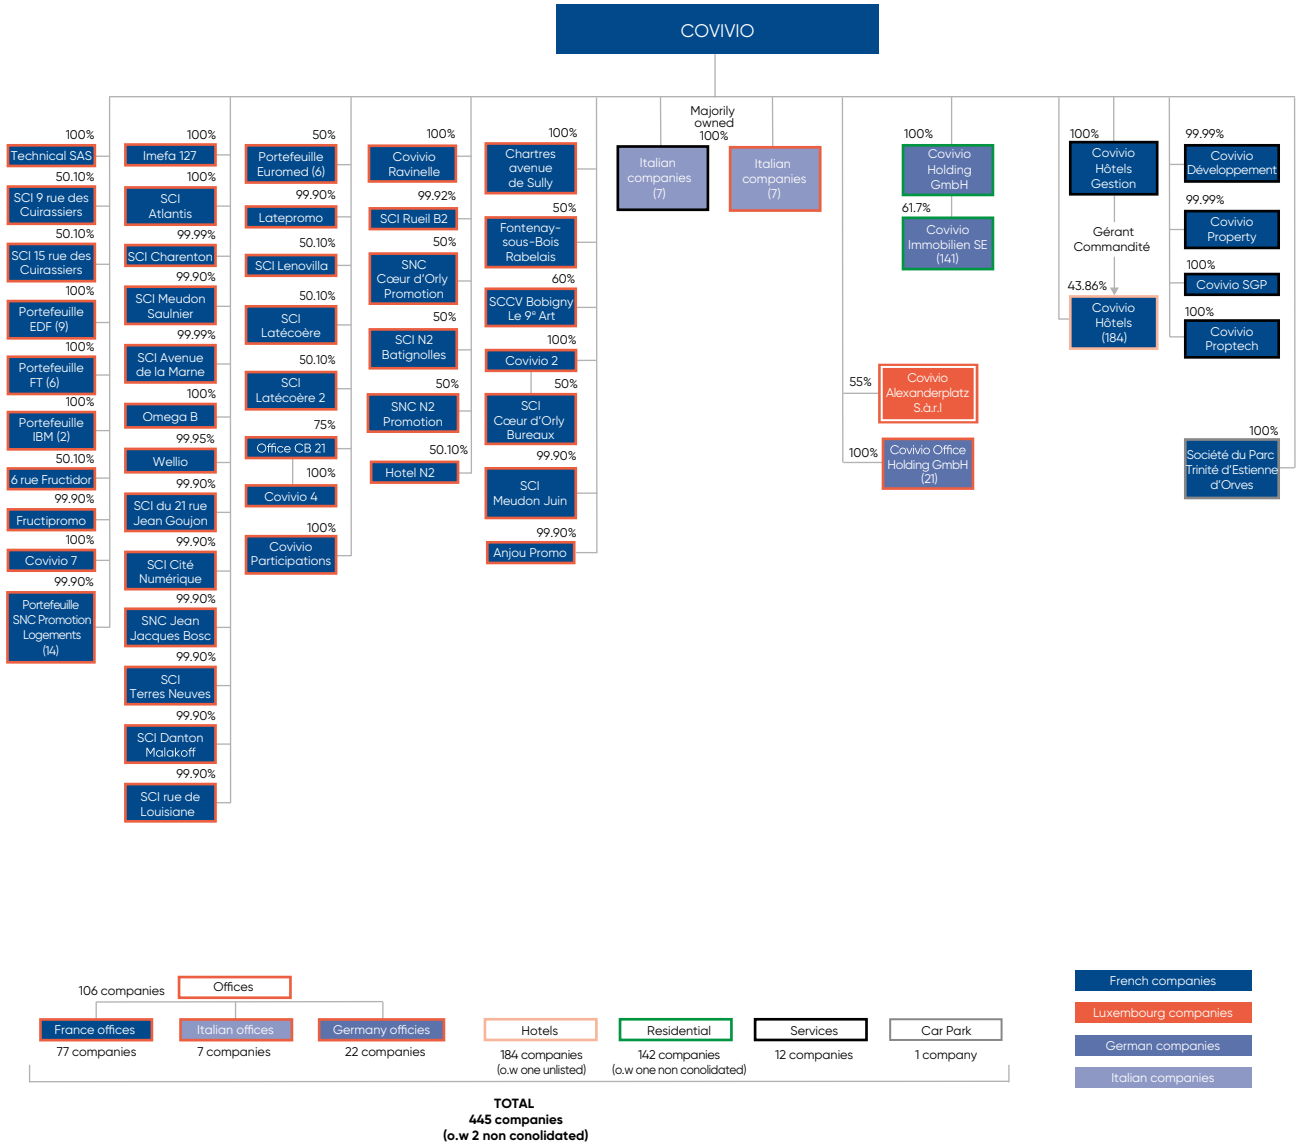 COVIVIO
100%
Technical SAS
50.10%
SCI 9 rue des
Cuirassiers
50.10%
SCI 15 rue des
Cuirassiers
100%
Portefeuille
EDF (9)
100%
Portefeuille
FT (6)
100%
Portefeuille
IBM (2)
50.10%
6 rue Fructidor
99.90%
Fructipromo
100%
Covivio 7
99.90%
Portefeuille
SNC Promotion
Logements
(14)
100%
Imefa 127
100%
SCI
Atlantis
99.99%
SCI Charenton
99.90%
SCI Meudon
Saulnier
99.99%
SCI Avenue
de la Marne
100%
Omega B
99.95%
Wellio
99.90%
SCI du 21 rue
Jean Goujon
99.90%
SCI Cité
Numérique
99.90%
SNC Jean
Jacques Bosc
99.90%
SCI
Terres Neuves
99.90%
SCI Danton
Malakoff
99.90%
SCI rue de
Louisiane
50%
Portefeuille
Euromed (6)
99.90%
Latepromo
50.10%
SCI Lenovilla
50.10%
SCI
Latécoère
50.10%
SCI
Latécoère 2
75%
Office CB 21
100%
Covivio 4
100%
Covivio
Participations
100%
Covivio
Ravinelle
99.92%
SCI Rueil B2
50%
SNC
Cœur d'Orly
Promotion
50%
SCI N2
Batignolles
50%
SNC N2
Promotion
50.10%
Hotel N2
100%
Chartres
avenue
de Sully
50%
Fontenay-
sous-Bois
Rabelais
60%
SCCV Bobigny
Le 9e Art
100%
Covivio 2
50%
SCI
Cœur d'Orly
Bureaux
99.90%
SCI
Meudon Juin
99.90%
Anjou Promo
Majorily
owned
100%
Italian
companies
(7)
Italian
companies
(7)
100%
Covivio
Holding
GmbH
61.7%
Covivio
Immobilien SE
(141)
55%
Covivio
Alexanderplatz
S.à.r.l
100%
Covivio Office
Holding GmbH
(21)
100%
Covivio
Hôtels
Gestion
Gérant
Commandité
43.86%
Covivio
Hôtels
(184)
99.99%
Covivio
Développement
99.99%
Covivio
Property
100%
Covivio SGP
100%
Covivio
Proptech
100%
Société du Parc
Trinité d'Estienne
d'Orves
106 companies
Offices
France offices
77 companies
Italian offices
7 companies
Germany officies
22 companies
Hotels
184 companies
(o.w one unlisted)
Residential
142 companies
(o.w one non conolidated)
Services
12 companies
Car Park
1 company
TOTAL
445 companies
(o.w 2 non conolidated)
French companies
Luxembourg companies
German companies
Italian companies